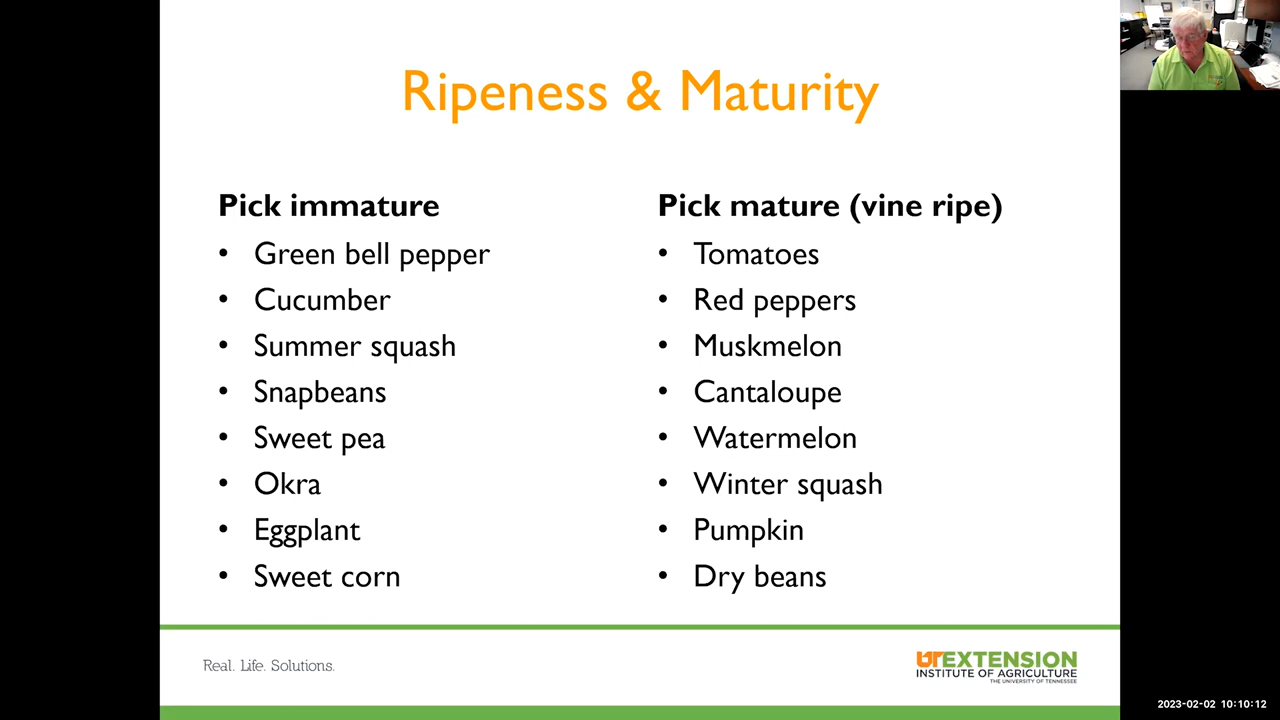 Ripeness & Maturity
Pick immature
• Green bell pepper
• Cucumber
• Summer squash
• Snapbeans
• Sweet pea
• Okra
• Eggplant
• Sweet corn
Pick mature (vine ripe)
• Tomatoes
• Red peppers
• Muskmelon
• Cantaloupe
• Watermelon
• Winter squash
• Pumpkin
• Dry beans
Real. Life. Solutions.
UTEXTENSION
INSTITUTE OF AGRICULTURE
THE UNIVERSITY OF TENNESSEE
2023-02-02 10:10:12